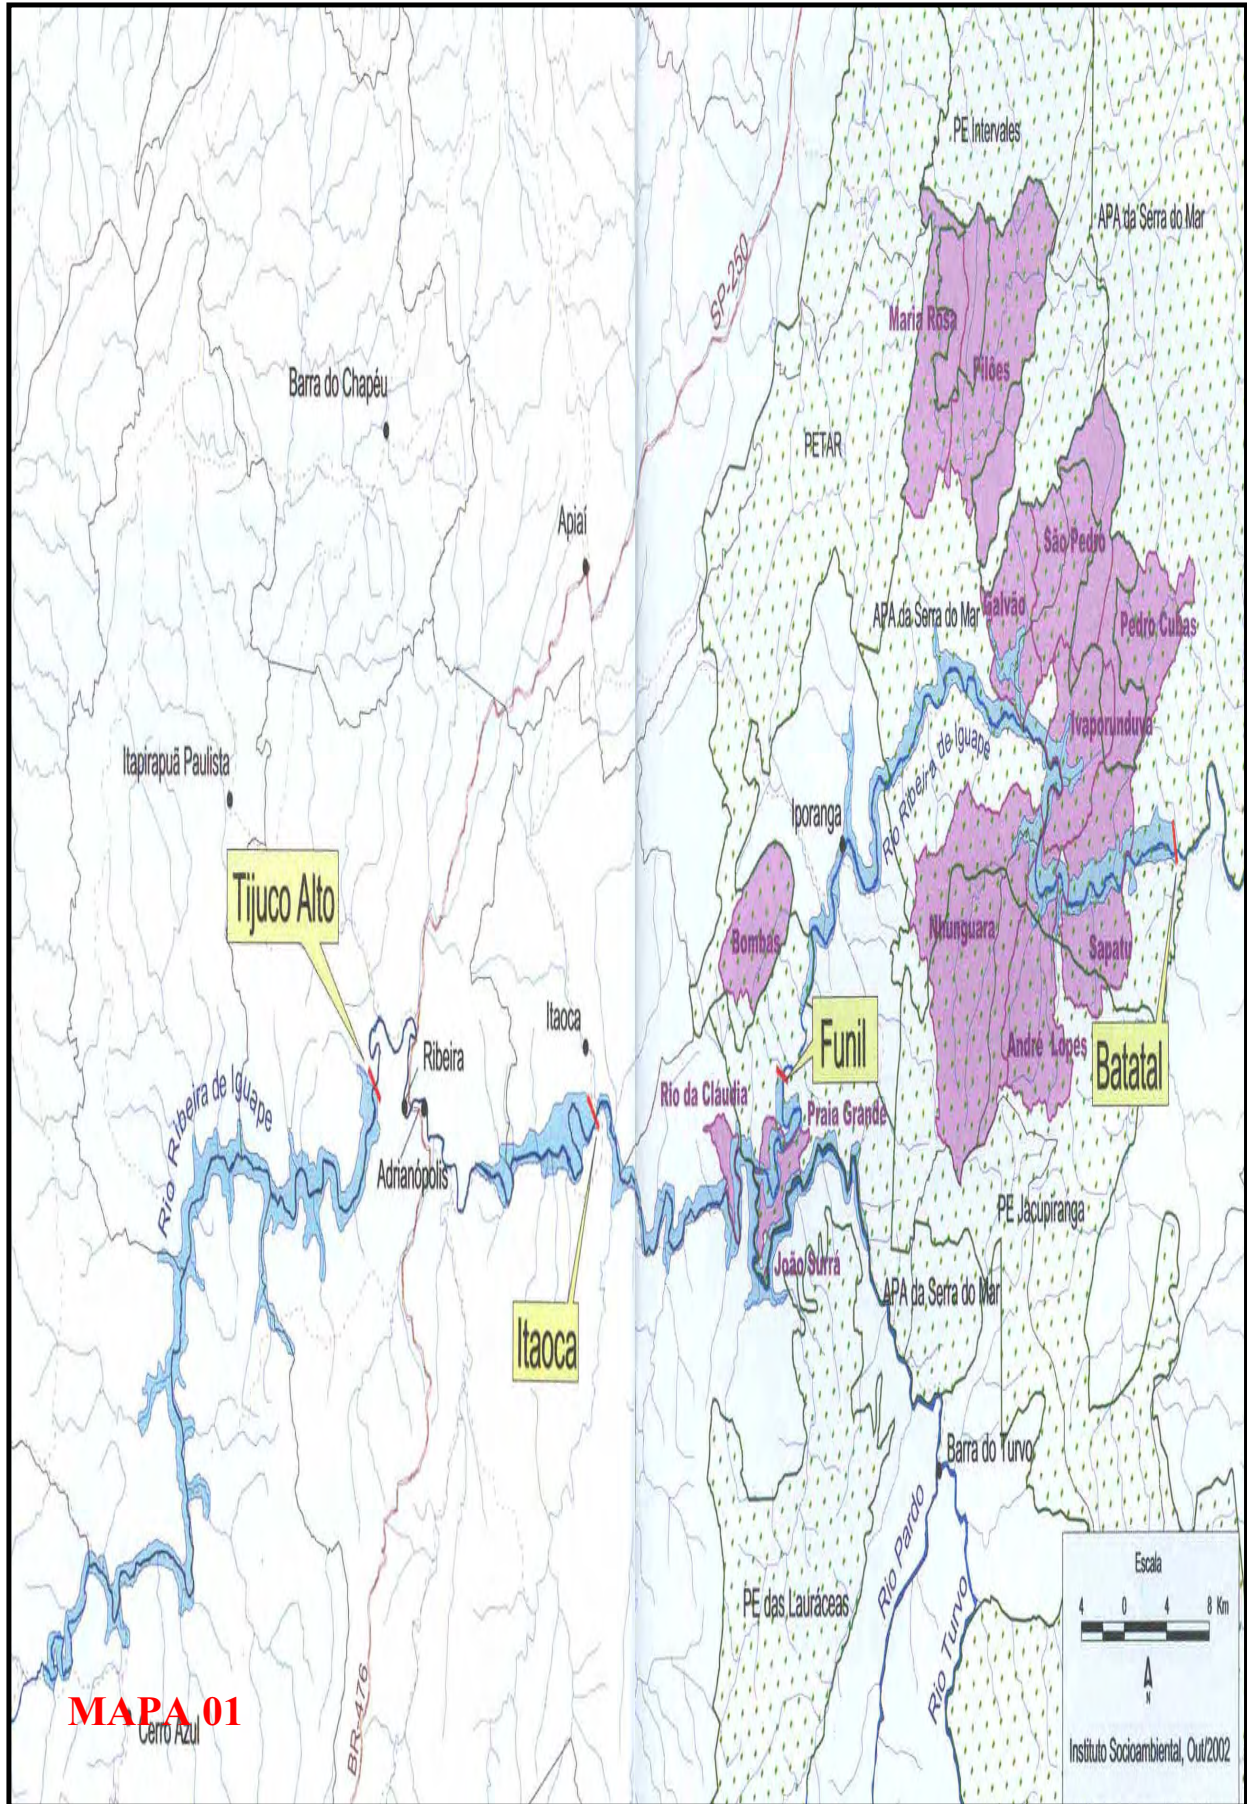 PE Intervales
APA da Serra do Mar
SP-250
Maria Rosa
Pilões
Barra do Chapéu
PETAR
Apiaí
São Pedro
APA da Serra do Mar
Galvão
Pedro Cubas
Ivaporunduva
Rio Ribeira de Iguape
Itapirapuã Paulista
Iporanga
Tijuco Alto
Bombas
Nhunguara
Sapatu
Itaoca
Funil
André Lopes
Batatal
Ribeira
Rio Ribeira de Iguape
Rio da Cláudia
Praia Grande
Adrianópolis
PE Jacupiranga
João Surrá
APA da Serra do Mar
Itaoca
Barra do Turvo
Rio Pardo
PE das Lauráceas
Rio Turvo
Escala
4 0 4 8 Km
N
Instituto Socioambiental, Out/2002
MAPA 01
Cerro Azul
BR-476